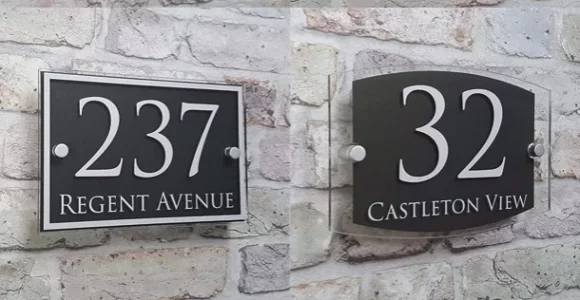 237
REGENT AVENUE
32
CASTLETON VIEW